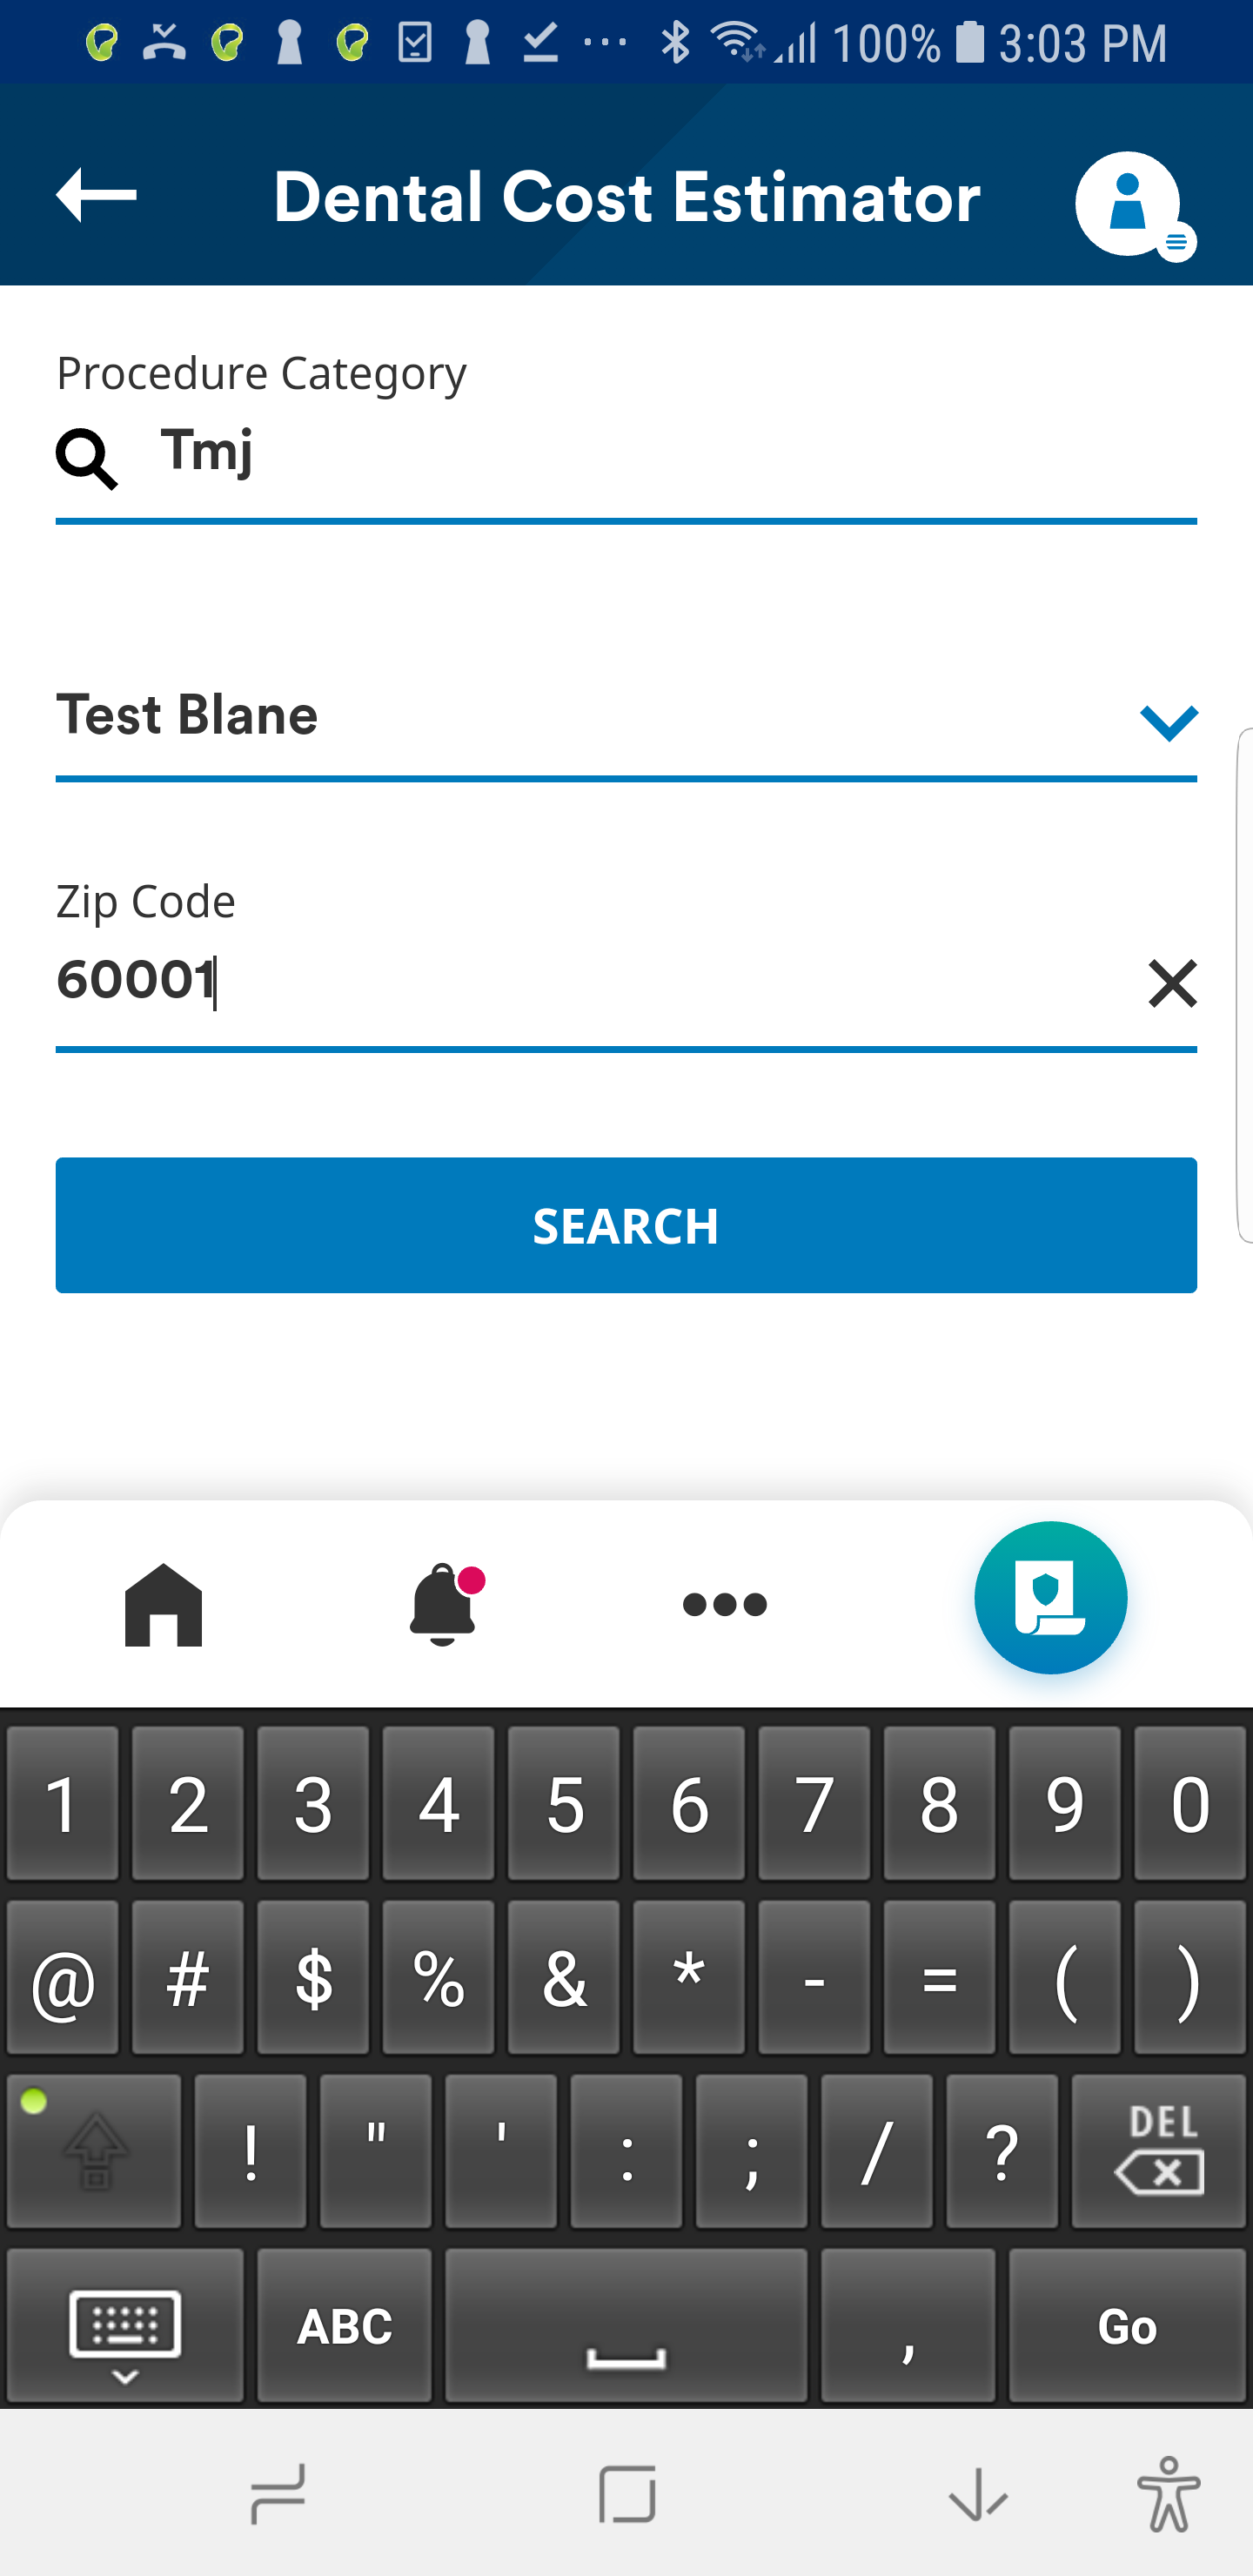 100% 3:03 PM
Dental Cost Estimator
Procedure Category
Tmj
Test Blane
Zip Code
60001
SEARCH
1 2 3 4 5 6 7 8 9 0
@ # $ % & * - = ( )
! " ' : ; / ? DEL
ABC , Go